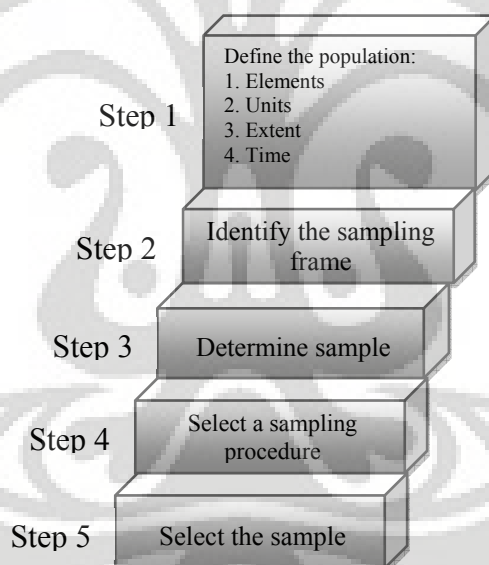 Step 1
Define the population:
1. Elements
2. Units
3. Extent
4. Time
Step 2
Identify the sampling
frame
Step 3
Determine sample
Step 4
Select a sampling
procedure
Step 5
Select the sample